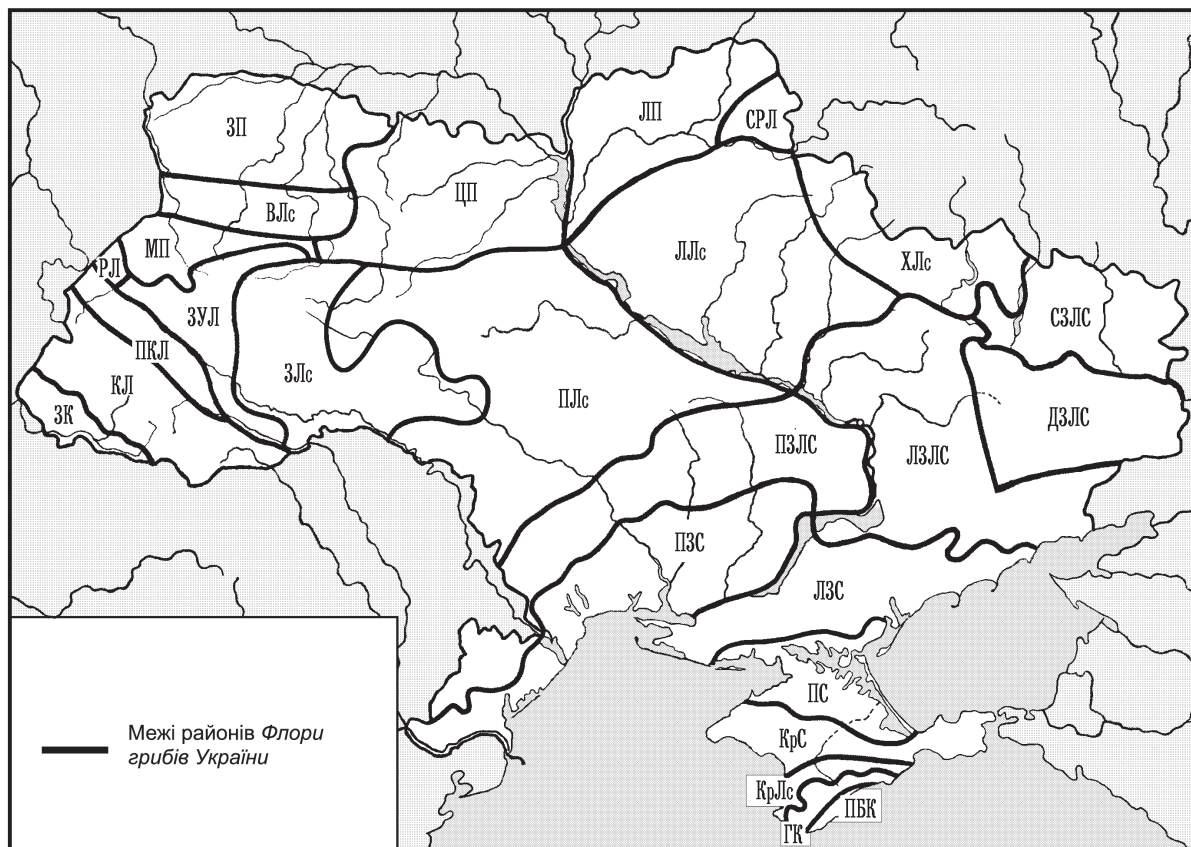 ЗП
ЛП
СРЛ
ЦП
ВЛс
МП
РЛ
ЛЛс
ХЛс
ЗУЛ
СЗЛС
ПКЛ
КЛ
ЗЛс
ЗК
ПЛс
ПЗЛС
ЛЗЛС
ДЗЛС
ПЗС
ЛЗС
ПС
КрС
КрЛс
ПБК
ГК
Межі районів Флори
грибів України